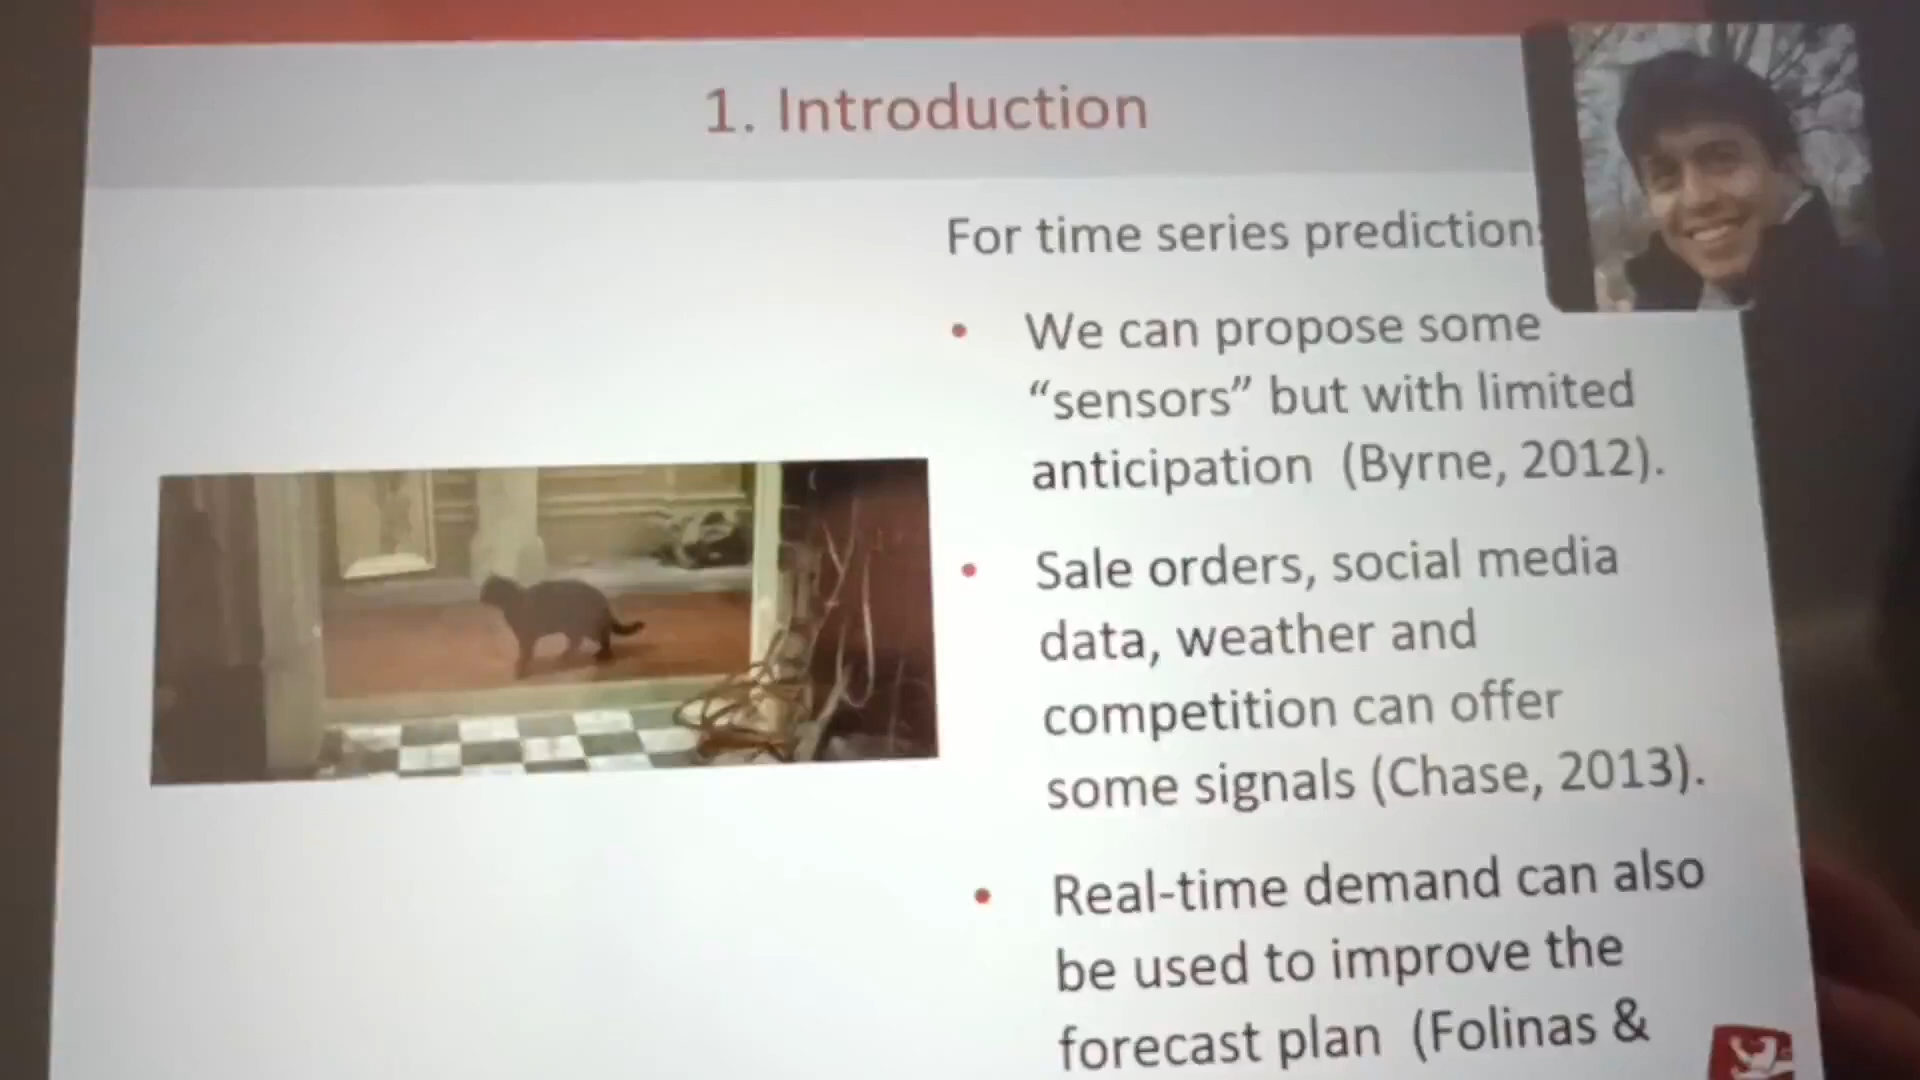 1. Introduction
For time series prediction
• We can propose some
“sensors” but with limited
anticipation (Byrne, 2012).
• Sale orders, social media
data, weather and
competition can offer
some signals (Chase, 2013).
• Real-time demand can also
be used to improve the
forecast plan (Folinas &